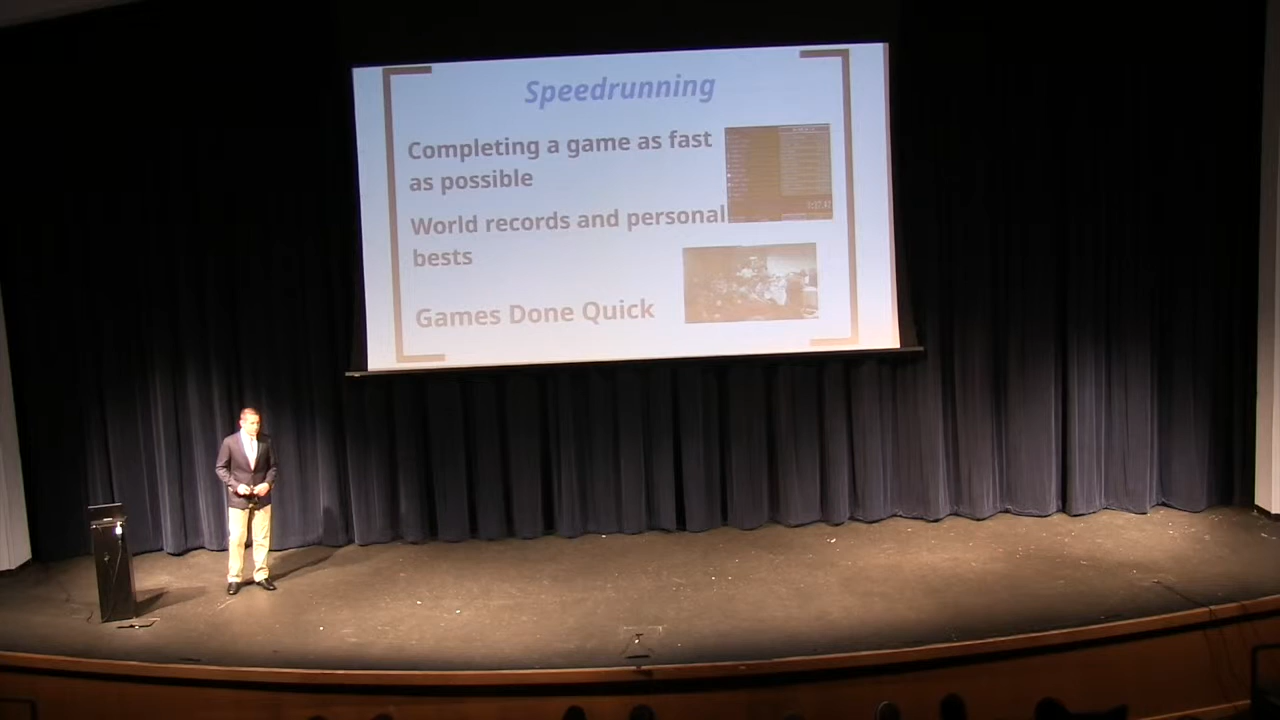 Speedrunning
Completing a game as fast
as possible
World records and personal
bests
Games Done Quick